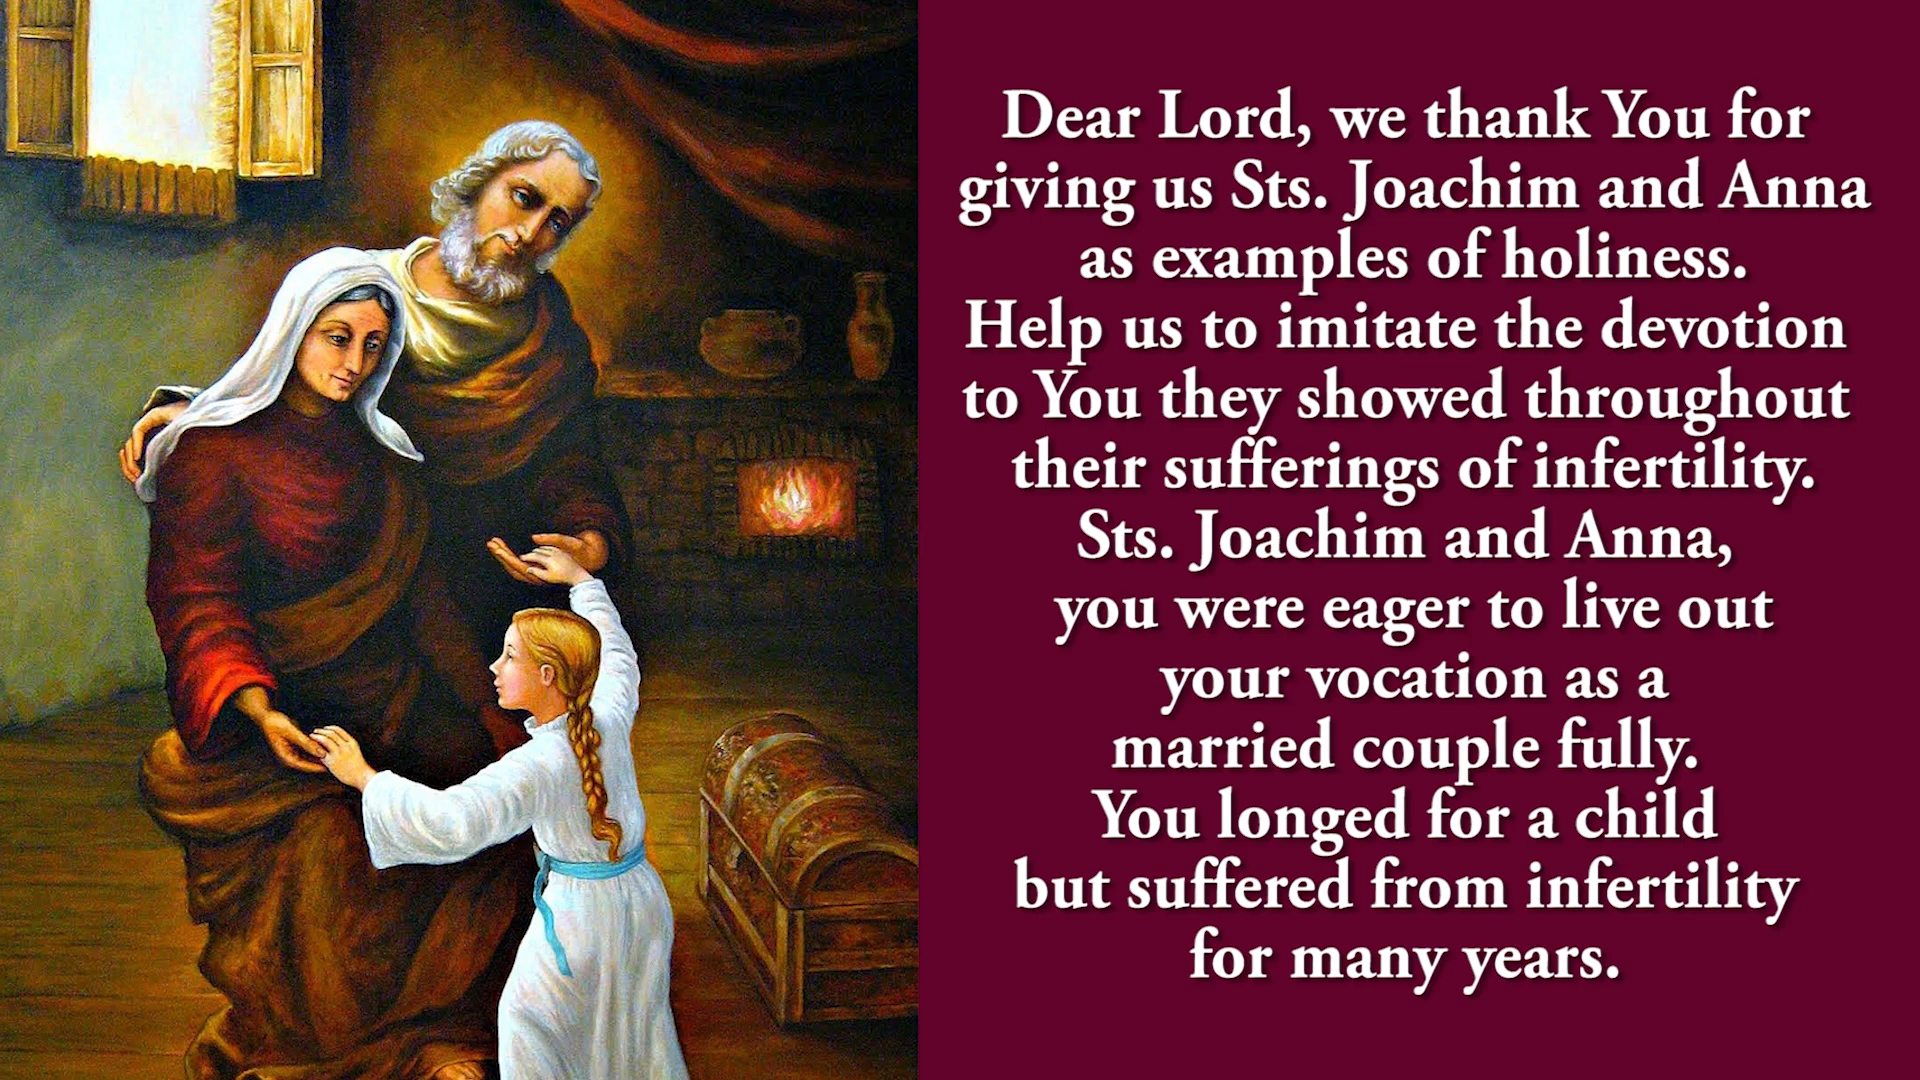 Dear Lord, we thank You for
giving us Sts. Joachim and Anna
as examples of holiness.
Help us to imitate the devotion
to You they showed throughout
their sufferings of infertility.
Sts. Joachim and Anna,
you were eager to live out
your vocation as a
married couple fully.
You longed for a child
but suffered from infertility
for many years.